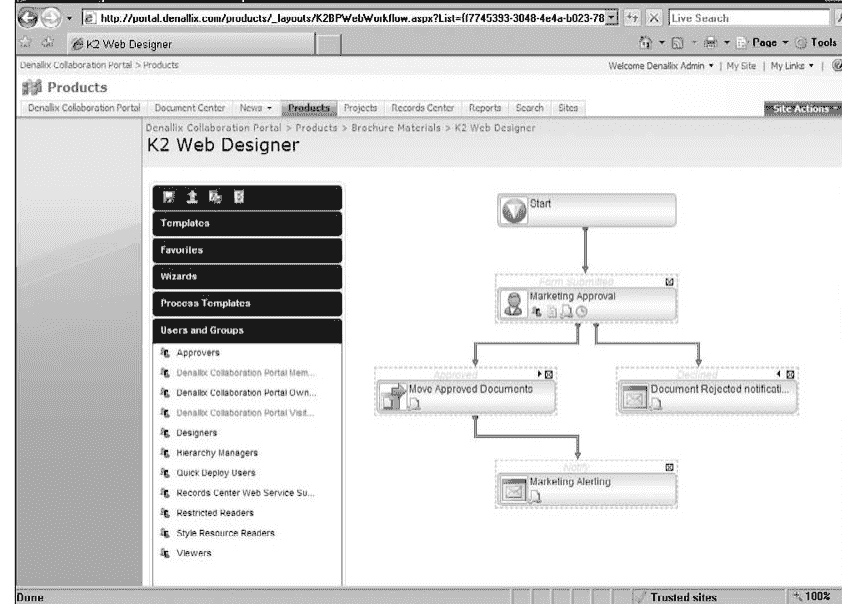 http://portal.denallix.com/products/_layouts/K2BPWebWorkflow.aspx?List={f7745393-3048-4e4a-b023-78
Live Search
K2 Web Designer
Page
Tools
Denallix Collaboration Portal > Products
Welcome Denallix Admin | My Site | My Links
Products
Denallix Collaboration Portal Document Center News Products Projects Records Center Reports Search Sites
Site Actions
Denallix Collaboration Portal > Products > Brochure Materials > K2 Web Designer
K2 Web Designer
Templates
Favorites
Wizards
Process Templates
Users and Groups
Approvers
Denallix Collaboration Portal Mem...
Denallix Collaboration Portal Own...
Denallix Collaboration Portal Visit...
Designers
Hierarchy Managers
Quick Deploy Users
Records Center Web Service Su...
Restricted Readers
Style Resource Readers
Viewers
Start
Form submitted
Marketing Approval
Approved
Move Approved Documents
Declined
Document Rejected notificati...
Notify
Marketing Alerting
Done
Trusted sites
100%